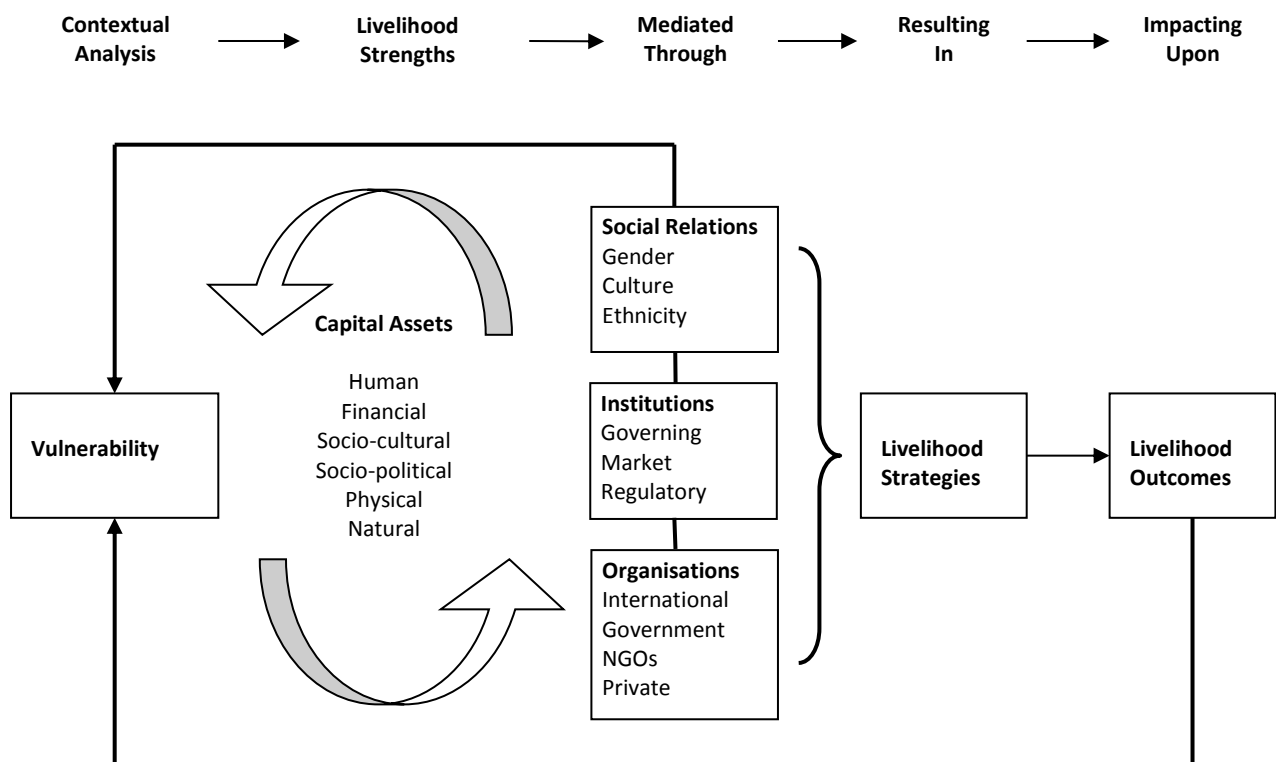 Contextual
Analysis
Livelihood
Strengths
Mediated
Through
Resulting
In
Impacting
Upon
Vulnerability
Capital Assets
Human
Financial
Socio-cultural
Socio-political
Physical
Natural
Social Relations
Gender
Culture
Ethnicity
Institutions
Governing
Market
Regulatory
Organisations
International
Government
NGOs
Private
Livelihood
Strategies
Livelihood
Outcomes